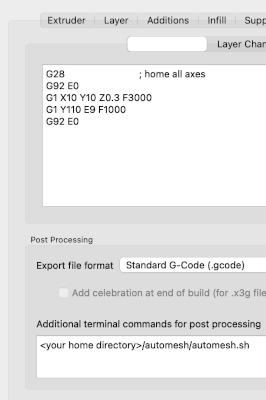 Extruder Layer Additions Infill Supp
Layer Chan
G28 ; home all axes
G92 E0
G1 X10 Y10 Z0.3 F3000
G1 Y110 E9 F1000
G92 E0
Post Processing
Export file format Standard G-Code (.gcode)
Add celebration at end of build (for .x3g file
Additional terminal commands for post processing
<your home directory>/automesh/automesh.sh